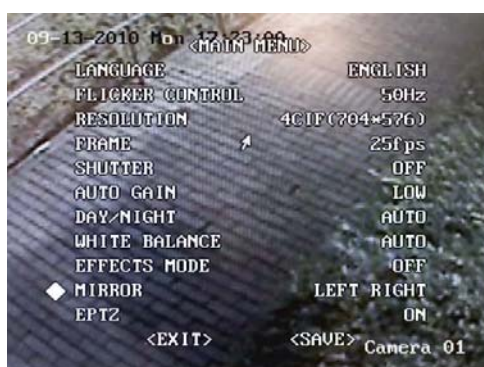 09-13-2010 Mon 17:23:09
<MAIN MENU>
LANGUAGE ENGLISH
FLICKER CONTROL 50Hz
RESOLUTION 4CIF(704*576)
FRAME 25fps
SHUTTER OFF
AUTO GAIN LOW
DAY/NIGHT AUTO
WHITE BALANCE AUTO
EFFECTS MODE OFF
MIRROR LEFT RIGHT
EPTZ ON
<EXIT> <SAVE>
Camera 01